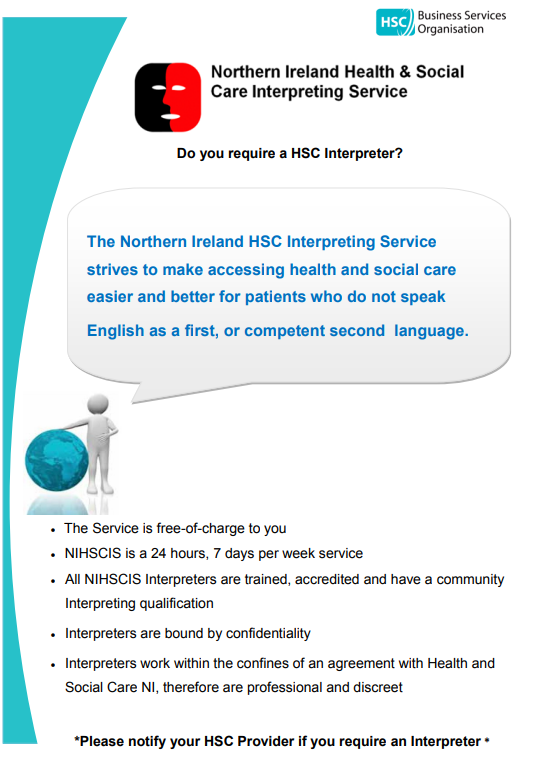 HSC Business Services
Organisation
Northern Ireland Health & Social
Care Interpreting Service
Do you require a HSC Interpreter?
The Northern Ireland HSC Interpreting Service
strives to make accessing health and social care
easier and better for patients who do not speak
English as a first, or competent second language.
• The Service is free-of-charge to you
• NIHSCIS is a 24 hours, 7 days per week service
• All NIHSCIS Interpreters are trained, accredited and have a community
Interpreting qualification
• Interpreters are bound by confidentiality
• Interpreters work within the confines of an agreement with Health and
Social Care NI, therefore are professional and discreet
*Please notify your HSC Provider if you require an Interpreter *